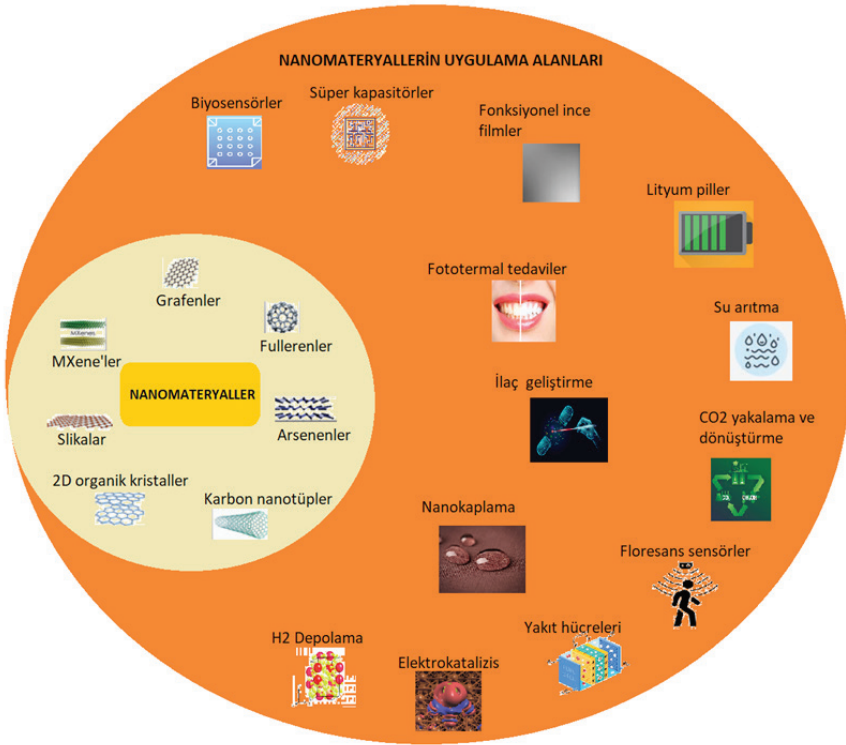 NANOMATERYALLERİN UYGULAMA ALANLARI
Biyosensörler
Süper kapasitörler
Fonksiyonel ince
filmler
Lityum piller
Fototermal tedaviler
Su arıtma
İlaç geliştirme
CO2 yakalama ve
dönüştürme
Nanokaplama
Floresans sensörler
Yakıt hücreleri
H2 Depolama
Elektrokatalizis
Grafenler
Fullerenler
MXenes
MXene'ler
NANOMATERYALLER
Arsenenler
Slikalar
2D organik kristaller
Karbon nanotüpler